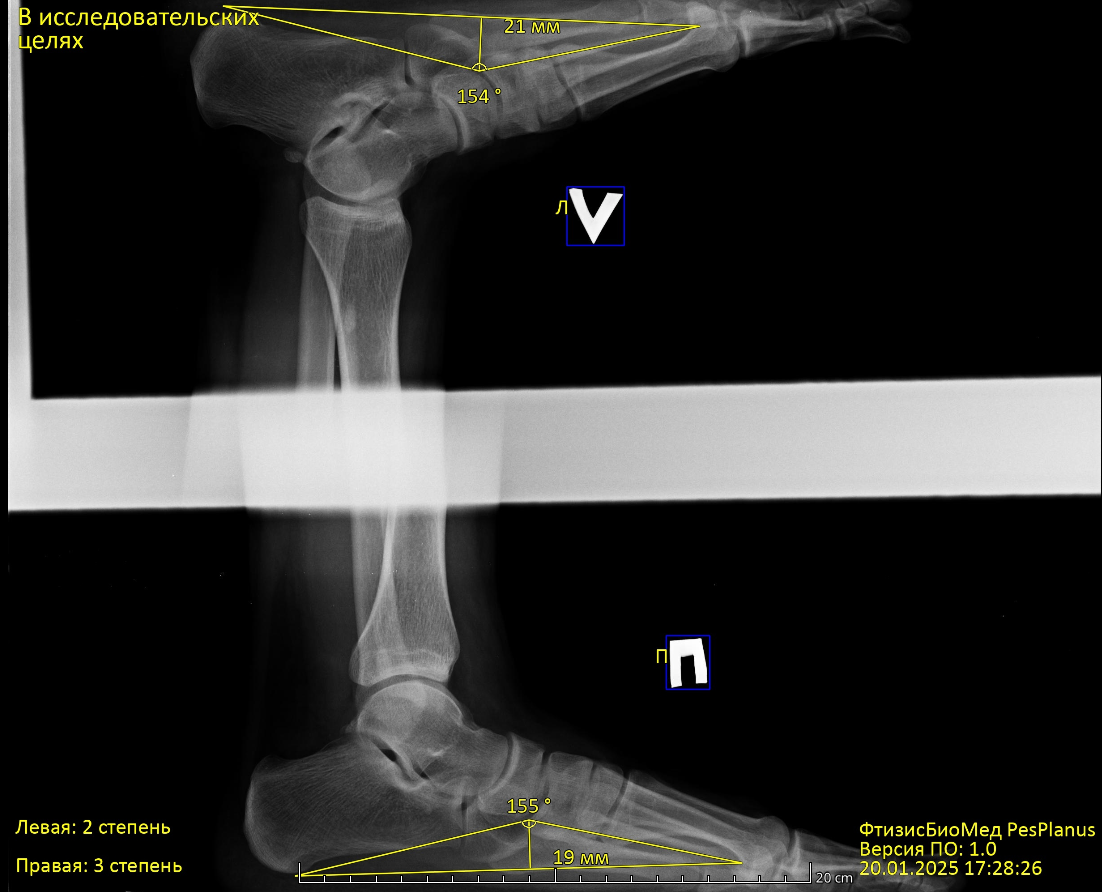 В исследовательских
целях
21 мм
154 °
Л
П
155 °
19 мм
Левая: 2 степень
Правая: 3 степень
ФтизисБиоМед PesPlanus
Версия ПО: 1.0
20.01.2025 17:28:26
20 cm